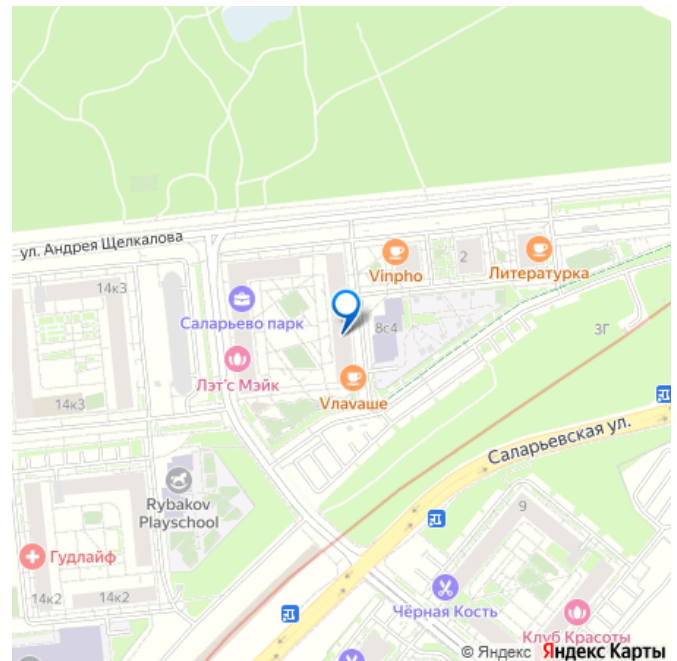 ул. Андрея Щелкалова
Vinpho
2
Литературка
14к3
Саларьево парк
8с4
3Г
Лэт'с Мэйк
Vлаvаше
14к3
Саларьевская ул.
Rybakov
Playschool
9
Гудлайф
14к2
14к2
Чёрная Кость
Клуб Красоты
© Яндекс Яндекс Карты